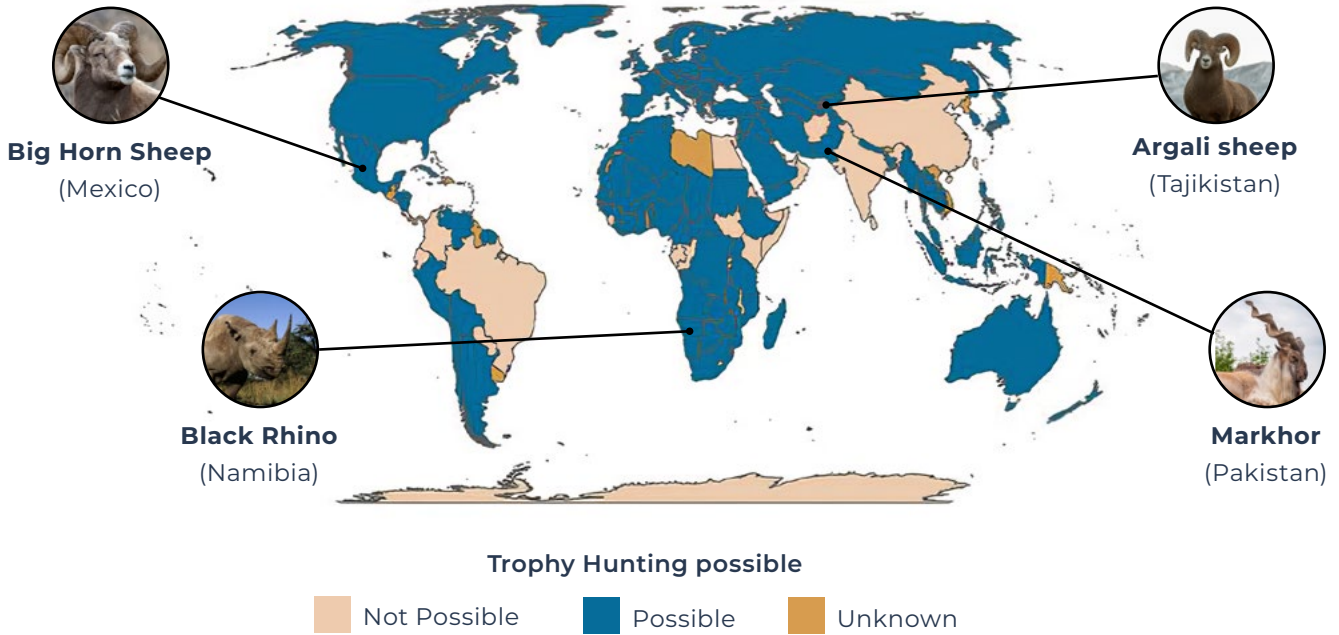 Big Horn Sheep
(Mexico)
Argali sheep
(Tajikistan)
Black Rhino
(Namibia)
Markhor
(Pakistan)
Trophy Hunting possible
Not Possible
Possible
Unknown